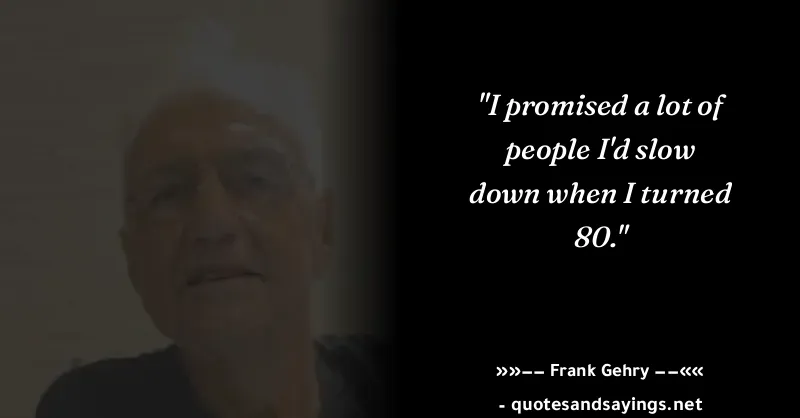 "I promised a lot of
people I'd slow
down when I turned
80."
»»–– Frank Gehry ––««
- quotesandsayings.net